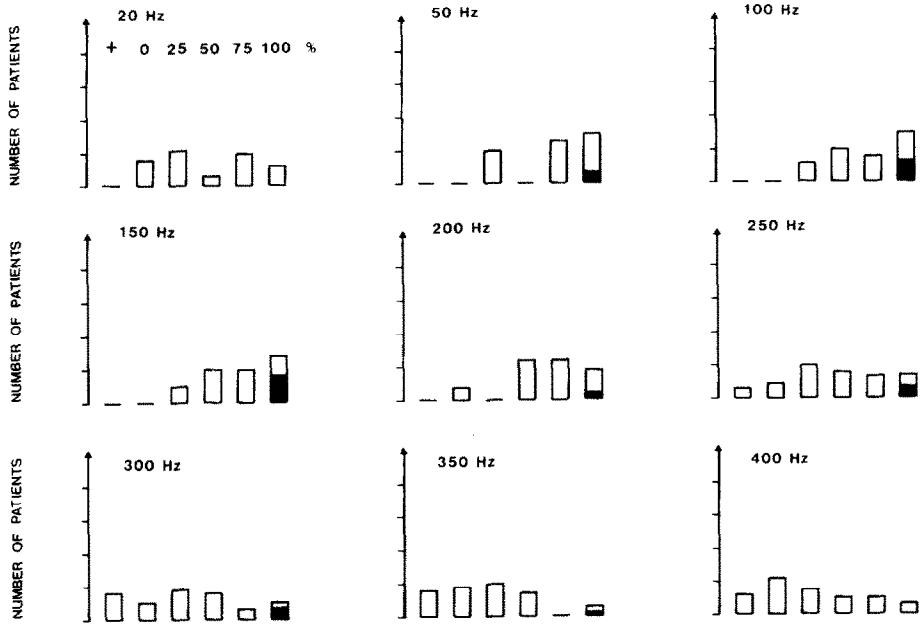 20 Hz
50 Hz
100 Hz
+ 0 25 50 75 100 %
NUMBER OF PATIENTS
150 Hz
200 Hz
250 Hz
NUMBER OF PATIENTS
300 Hz
350 Hz
400 Hz
NUMBER OF PATIENTS